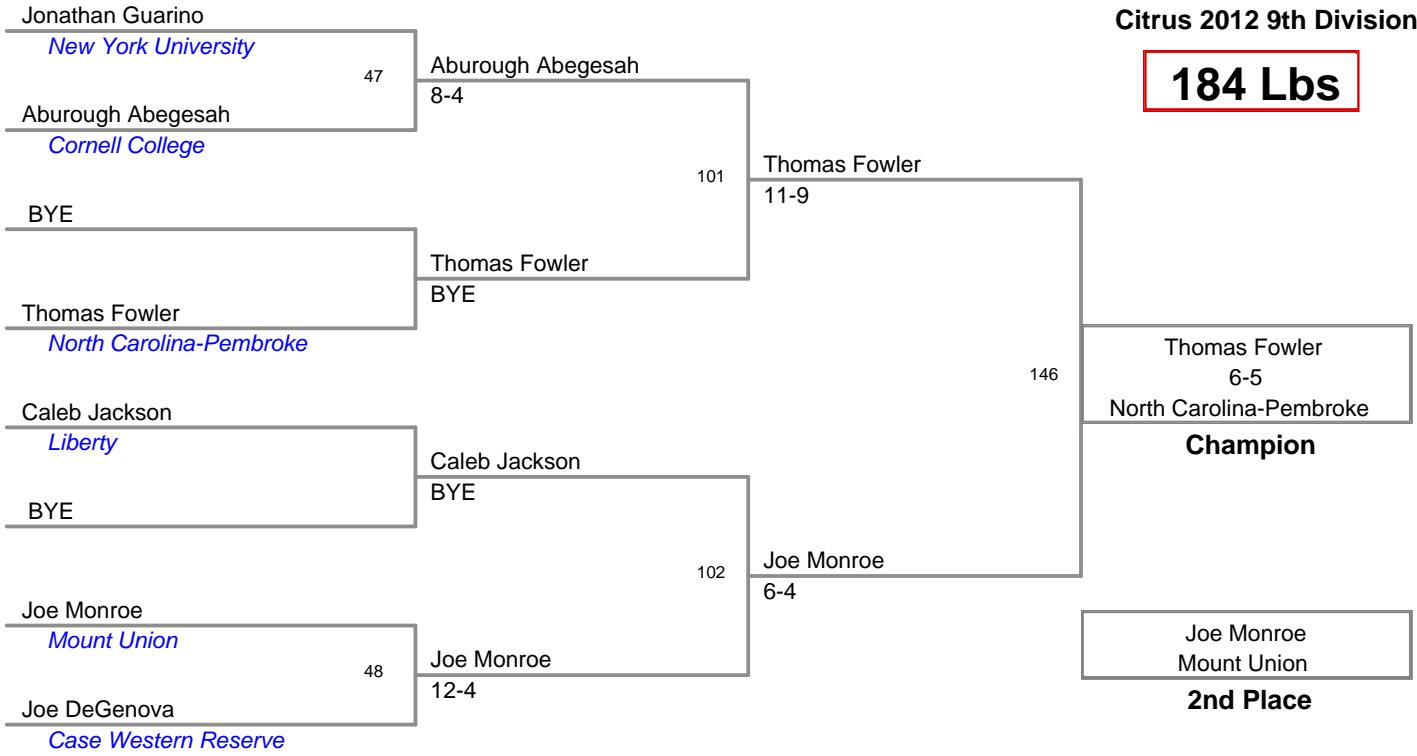 Jonathan Guarino
New York University
Citrus 2012 9th Division
47
Aburough Abegesah
8-4
184 Lbs
Aburough Abegesah
Cornell College
101
Thomas Fowler
11-9
BYE
Thomas Fowler
BYE
Thomas Fowler
North Carolina-Pembroke
146
Thomas Fowler
6-5
North Carolina-Pembroke
Champion
Caleb Jackson
Liberty
Caleb Jackson
BYE
BYE
102
Joe Monroe
6-4
Joe Monroe
Mount Union
48
Joe Monroe
12-4
Joe Monroe
Mount Union
2nd Place
Joe DeGenova
Case Western Reserve